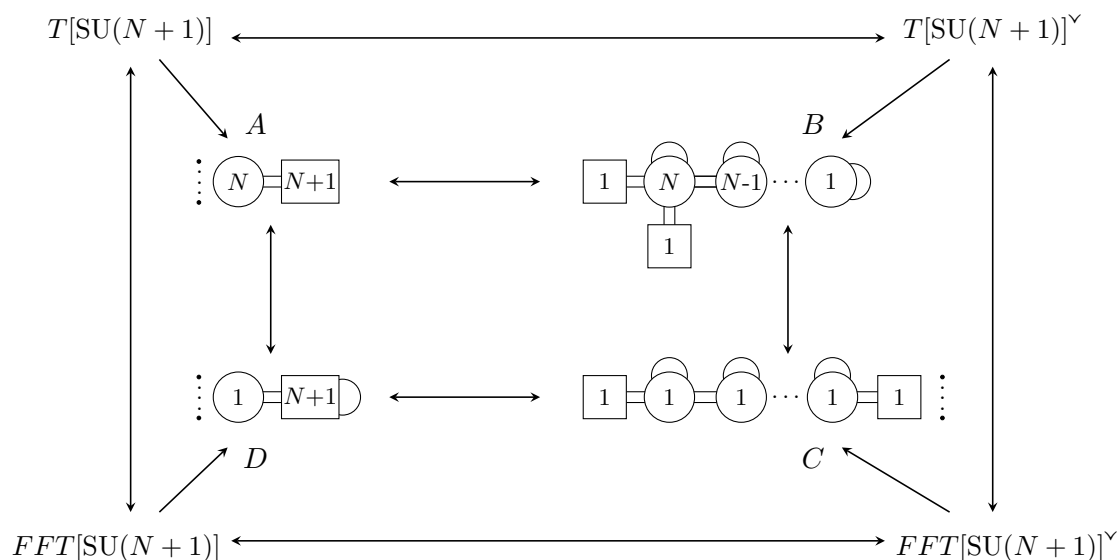 T[SU(N + 1)] T[SU(N + 1)]ˇ
A B
N N+1 1 N N-1 ··· 1
1
1 N+1 1 1 1 ··· 1 1
D C
FFT[SU(N + 1)] FFT[SU(N + 1)]ˇ